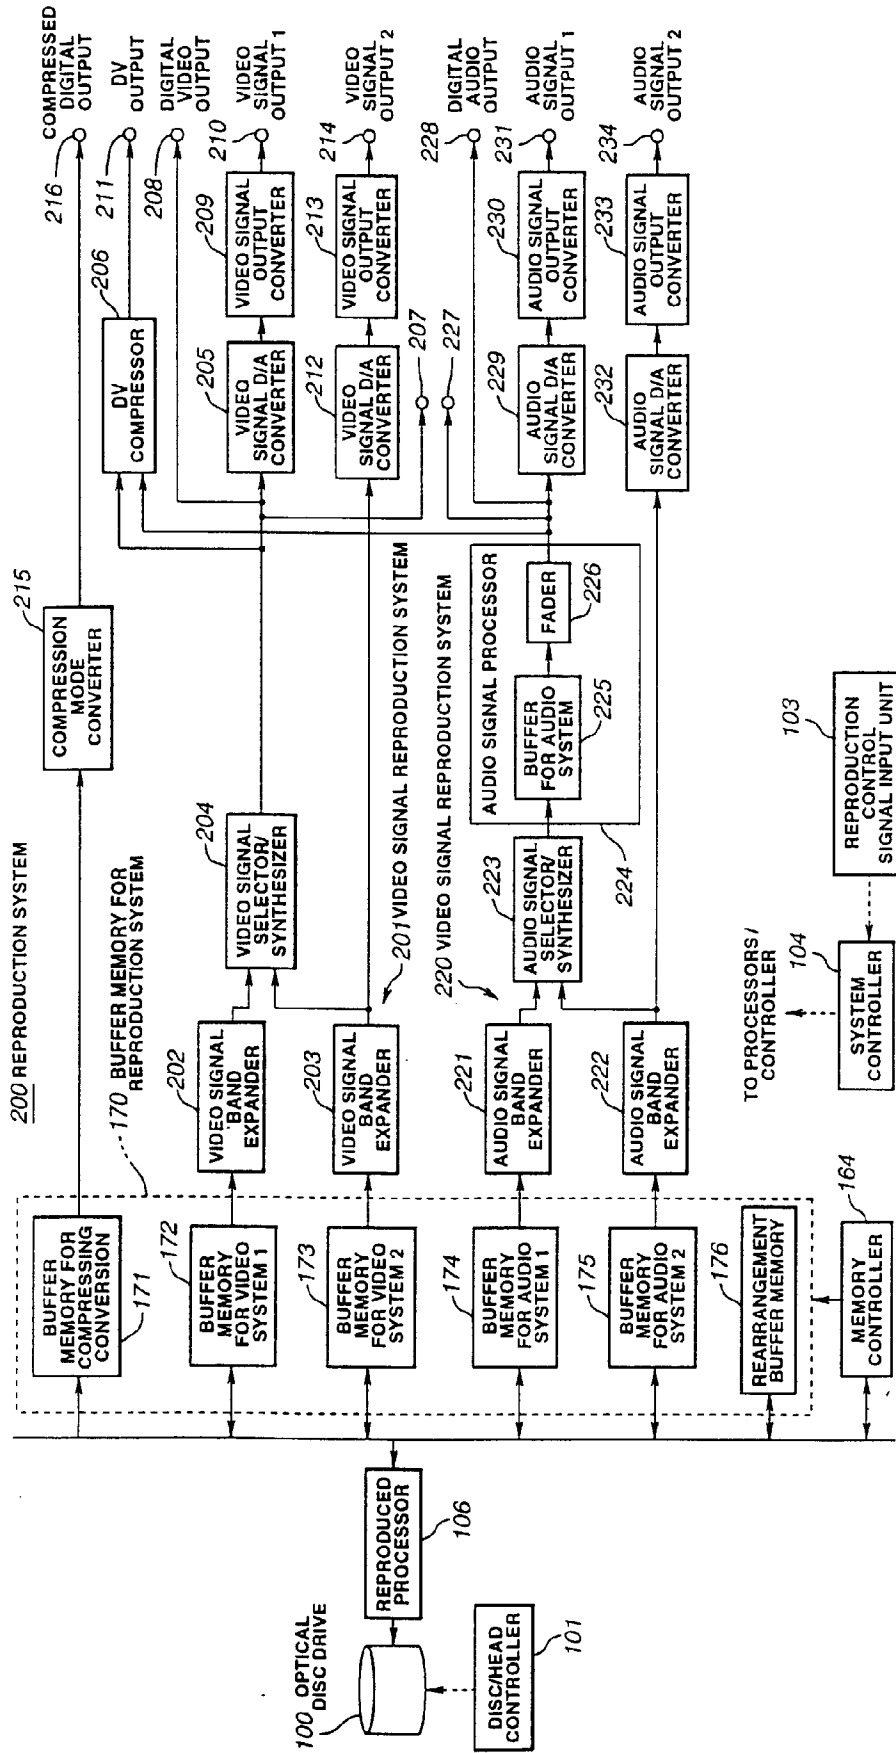 200 REPRODUCTION SYSTEM
170 BUFFER MEMORY FOR
REPRODUCTION SYSTEM
BUFFER
MEMORY FOR
COMPRESSING
CONVERSION
171
COMPRESSION
MODE
CONVERTER
215
COMPRESSED
DIGITAL
OUTPUT
216
DV
COMPRESSOR
206
DV
OUTPUT
211
DIGITAL
VIDEO
OUTPUT
208
BUFFER
MEMORY
FOR VIDEO
SYSTEM 1
172
VIDEO SIGNAL
BAND
EXPANDER
202
VIDEO SIGNAL
SELECTOR/
SYNTHESIZER
204
VIDEO
SIGNAL D/A
CONVERTER
205
VIDEO SIGNAL
OUTPUT
CONVERTER
209
VIDEO
SIGNAL
OUTPUT 1
210
BUFFER
MEMORY
FOR VIDEO
SYSTEM 2
173
VIDEO SIGNAL
BAND
EXPANDER
203
VIDEO
SIGNAL D/A
CONVERTER
212
VIDEO SIGNAL
OUTPUT
CONVERTER
213
VIDEO
SIGNAL
OUTPUT 2
214
201 VIDEO SIGNAL REPRODUCTION SYSTEM
207
220 VIDEO SIGNAL REPRODUCTION SYSTEM
227
BUFFER
MEMORY
FOR AUDIO
SYSTEM 1
174
AUDIO SIGNAL
BAND
EXPANDER
221
AUDIO SIGNAL
SELECTOR/
SYNTHESIZER
223
AUDIO SIGNAL PROCESSOR
224
BUFFER
FOR AUDIO
SYSTEM
225
FADER
226
DIGITAL
AUDIO
OUTPUT
228
AUDIO
SIGNAL D/A
CONVERTER
229
AUDIO SIGNAL
OUTPUT
CONVERTER
230
AUDIO
SIGNAL
OUTPUT 1
231
BUFFER
MEMORY
FOR AUDIO
SYSTEM 2
175
AUDIO SIGNAL
BAND
EXPANDER
222
AUDIO
SIGNAL D/A
CONVERTER
232
AUDIO SIGNAL
OUTPUT
CONVERTER
233
AUDIO
SIGNAL
OUTPUT 2
234
REARRANGEMENT
BUFFER MEMORY
176
MEMORY
CONTROLLER
164
TO PROCESSORS/
CONTROLLER
SYSTEM
CONTROLLER
104
REPRODUCTION
CONTROL
SIGNAL INPUT UNIT
103
100 OPTICAL
DISC DRIVE
REPRODUCED
PROCESSOR
106
DISC/HEAD
CONTROLLER
101